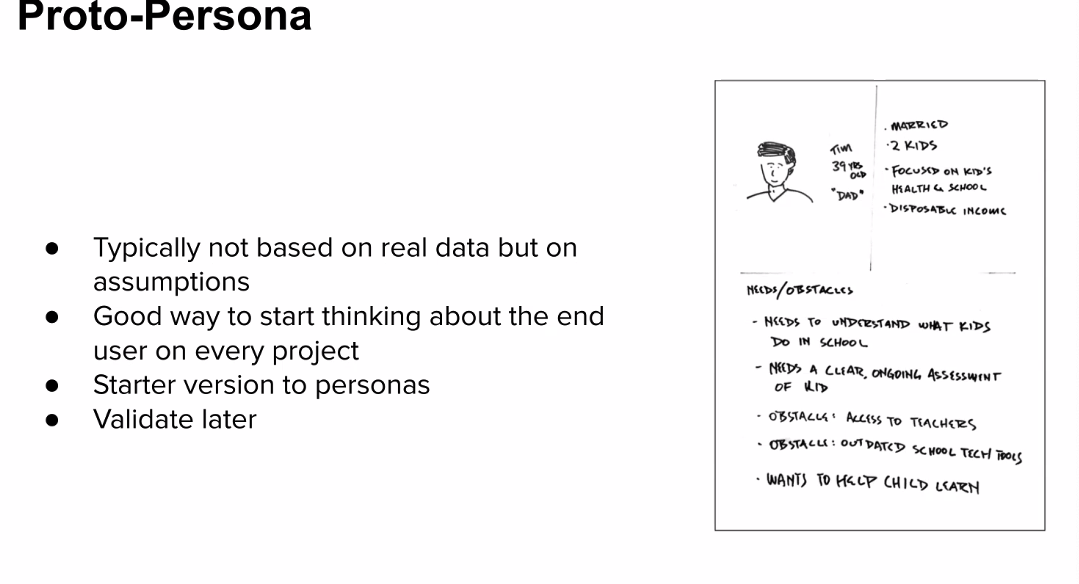 Proto-Persona
● Typically not based on real data but on
assumptions
● Good way to start thinking about the end
user on every project
● Starter version to personas
● Validate later
TIM
39 YRS
OLD
"DAD"
· MARRIED
· 2 KIDS
· FOCUSED ON KID'S
HEALTH & SCHOOL
· DISPOSABLE INCOME
NEEDS/OBSTACLES
- NEEDS TO UNDERSTAND WHAT KIDS
DO IN SCHOOL
- NEEDS A CLEAR, ONGOING ASSESSMENT
OF KID
· OBSTACLE: ACCESS TO TEACHERS
· OBSTACLE: OUTDATED SCHOOL TECH TOOLS
· WANTS TO HELP CHILD LEARN